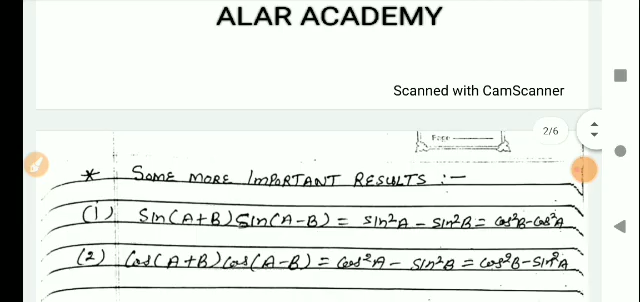 ALAR ACADEMY
Scanned with CamScanner
2/6
Page
* SOME MORE IMPORTANT RESULTS :-
(1) Sin(A+B) Sin(A-B) = sin²A - sin²B = cos²B-cos²A
(2) Cos(A+B) Cos(A-B) = cos²A - sin²B = cos²B-sin²A